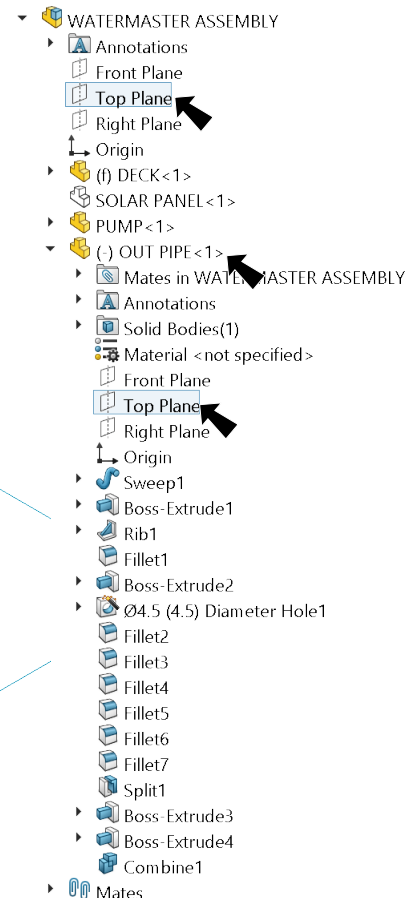 WATERMASTER ASSEMBLY
Annotations
Front Plane
Top Plane
Right Plane
Origin
(f) DECK<1>
SOLAR PANEL<1>
PUMP<1>
(-) OUT PIPE<1>
Mates in WATERMASTER ASSEMBLY
Annotations
Solid Bodies(1)
Material <not specified>
Front Plane
Top Plane
Right Plane
Origin
Sweep1
Boss-Extrude1
Rib1
Fillet1
Boss-Extrude2
Ø4.5 (4.5) Diameter Hole1
Fillet2
Fillet3
Fillet4
Fillet5
Fillet6
Fillet7
Split1
Boss-Extrude3
Boss-Extrude4
Combine1
Mates